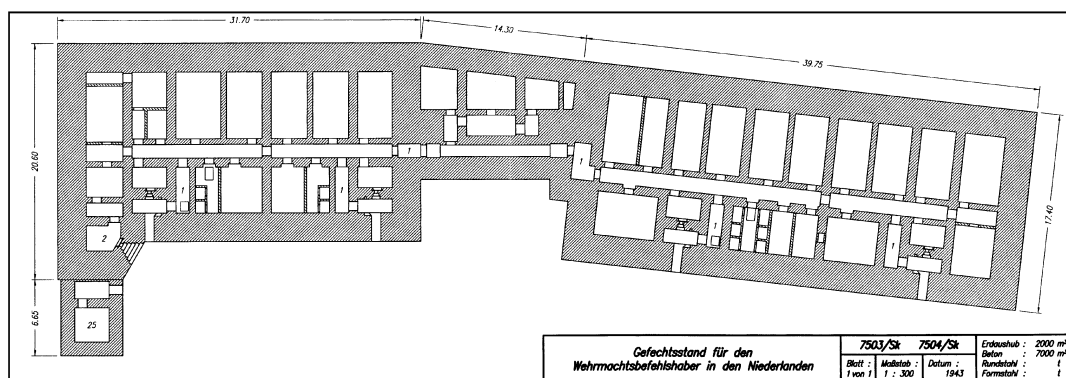 31.70
14.30
39.75
20.60
17.40
6.65
1
1
1
1
1
1
2
25
Gefechtsstand für den
Wehrmachtsbefehlshaber in den Niederlanden
7503/Sk 7504/Sk
Blatt : Maßstab : Datum :
1 von 1 1 : 300 1943
Erdaushub : 2000 m³
Beton : 7000 m³
Rundstahl : t
Formstahl : t